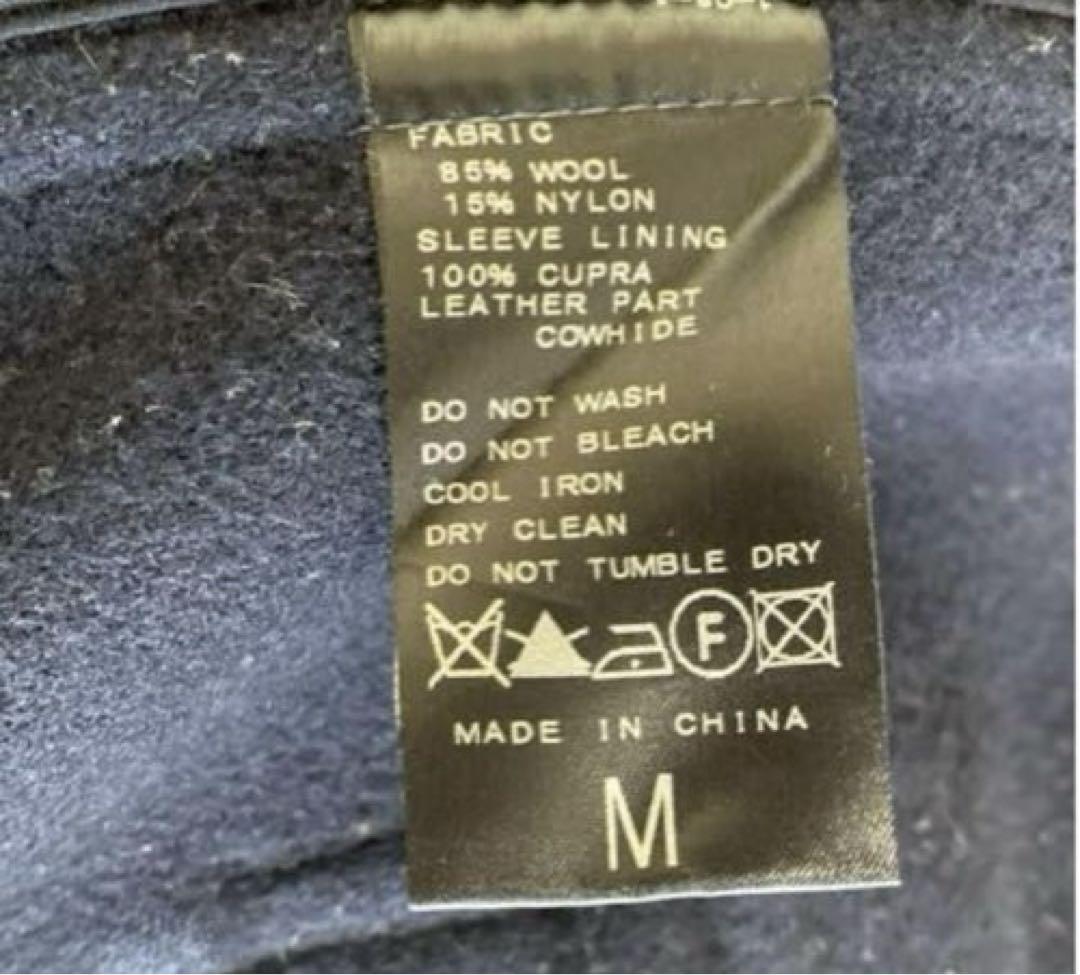 FABRIC
85% WOOL
15% NYLON
SLEEVE LINING
100% CUPRA
LEATHER PART
COWHIDE
DO NOT WASH
DO NOT BLEACH
COOL IRON
DRY CLEAN
DO NOT TUMBLE DRY
F
MADE IN CHINA
M